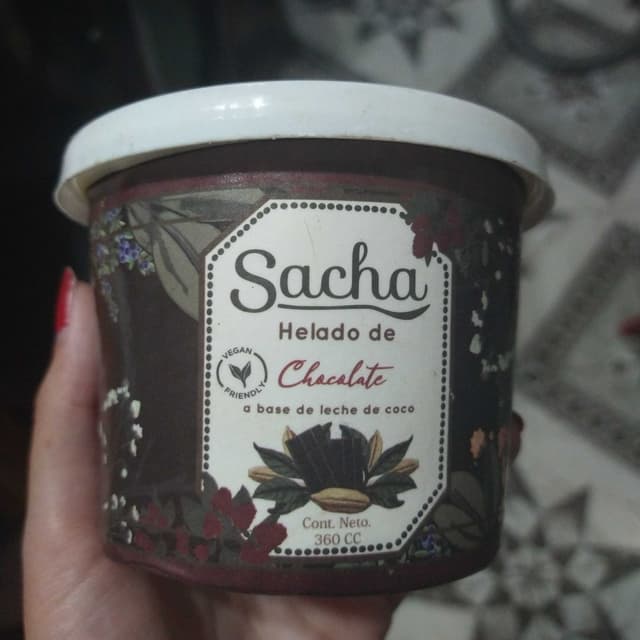 Sacha
Helado de
VEGAN
FRIENDLY
Chocolate
a base de leche de coco
Cont. Neto.
360 CC